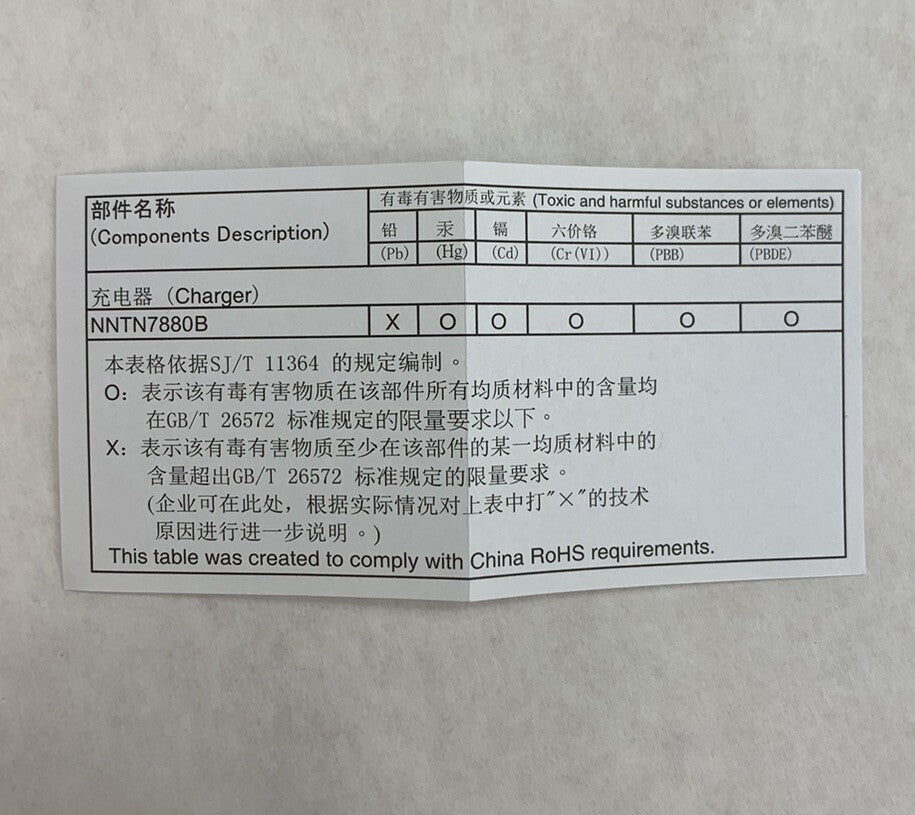 部件名称
(Components Description)
有毒有害物质或元素 (Toxic and harmful substances or elements)
铅 汞 镉 六价铬 多溴联苯 多溴二苯醚
(Pb) (Hg) (Cd) (Cr(VI)) (PBB) (PBDE)
充电器 (Charger)
NNTN7880B X O O O O O
本表格依据SJ/T 11364 的规定编制。
O: 表示该有毒有害物质在该部件所有均质材料中的含量均
在GB/T 26572 标准规定的限量要求以下。
X: 表示该有毒有害物质至少在该部件的某一均质材料中的
含量超出GB/T 26572 标准规定的限量要求。
(企业可在此处, 根据实际情况对上表中打"×"的技术
原因进行进一步说明。)
This table was created to comply with China RoHS requirements.